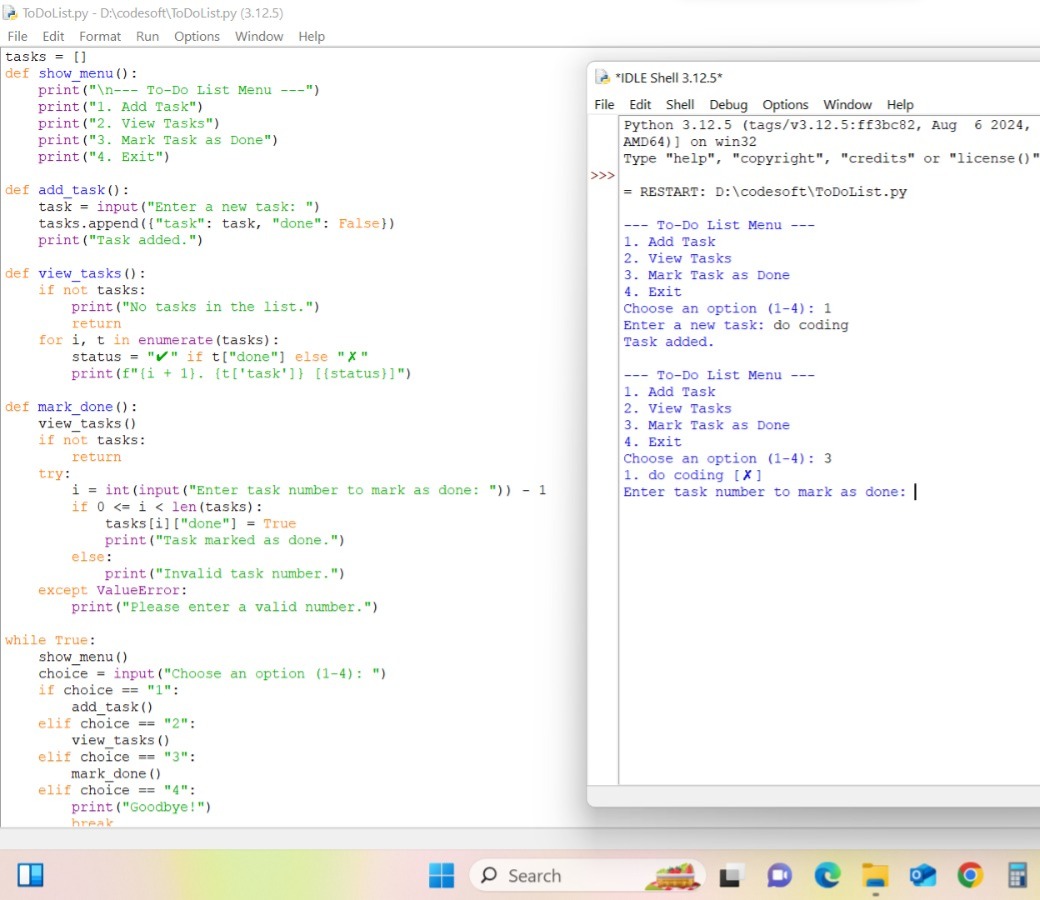 ToDoList.py - D:\codesoft\ToDoList.py (3.12.5)
File Edit Format Run Options Window Help
tasks = []
def show_menu():
    print("\n--- To-Do List Menu ---")
    print("1. Add Task")
    print("2. View Tasks")
    print("3. Mark Task as Done")
    print("4. Exit")

def add_task():
    task = input("Enter a new task: ")
    tasks.append({"task": task, "done": False})
    print("Task added.")

def view_tasks():
    if not tasks:
        print("No tasks in the list.")
        return
    for i, t in enumerate(tasks):
        status = "✔" if t["done"] else "✗"
        print(f"{i + 1}. {t['task']} [{status}]")

def mark_done():
    view_tasks()
    if not tasks:
        return
    try:
        i = int(input("Enter task number to mark as done: ")) - 1
        if 0 <= i < len(tasks):
            tasks[i]["done"] = True
            print("Task marked as done.")
        else:
            print("Invalid task number.")
    except ValueError:
        print("Please enter a valid number.")

while True:
    show_menu()
    choice = input("Choose an option (1-4): ")
    if choice == "1":
        add_task()
    elif choice == "2":
        view_tasks()
    elif choice == "3":
        mark_done()
    elif choice == "4":
        print("Goodbye!")
        break
*IDLE Shell 3.12.5*
File Edit Shell Debug Options Window Help
Python 3.12.5 (tags/v3.12.5:ff3bc82, Aug  6 2024,
AMD64)] on win32
Type "help", "copyright", "credits" or "license()"
>>>
= RESTART: D:\codesoft\ToDoList.py

--- To-Do List Menu ---
1. Add Task
2. View Tasks
3. Mark Task as Done
4. Exit
Choose an option (1-4): 1
Enter a new task: do coding
Task added.

--- To-Do List Menu ---
1. Add Task
2. View Tasks
3. Mark Task as Done
4. Exit
Choose an option (1-4): 3
1. do coding [✗]
Enter task number to mark as done:
Search